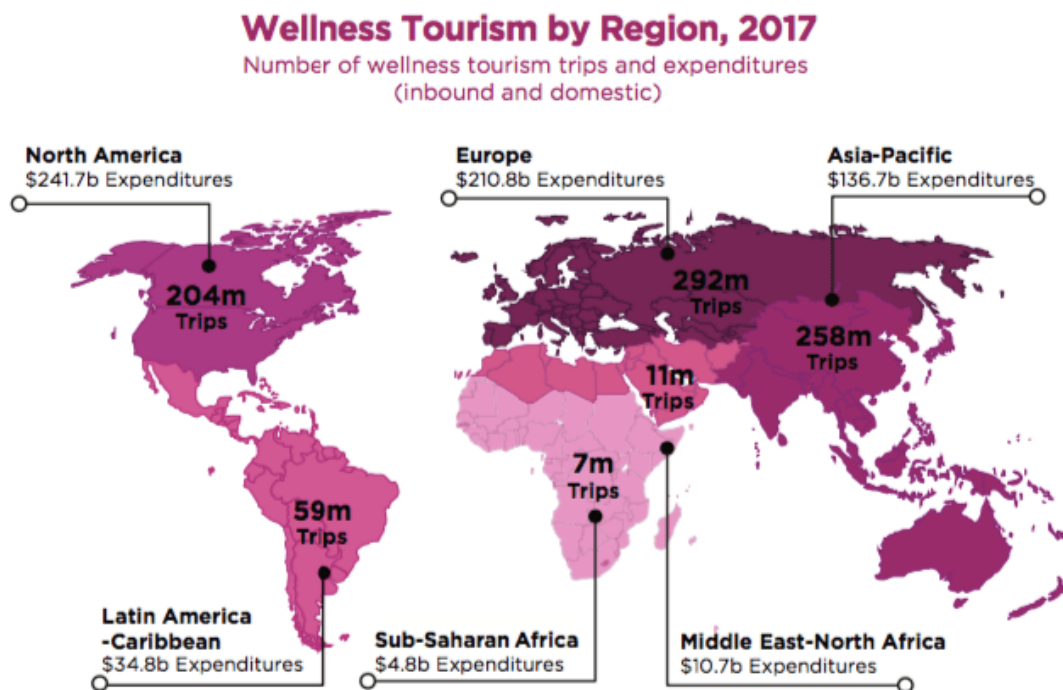 Wellness Tourism by Region, 2017
Number of wellness tourism trips and expenditures
(inbound and domestic)
North America
$241.7b Expenditures
Europe
$210.8b Expenditures
Asia-Pacific
$136.7b Expenditures
204m
Trips
292m
Trips
258m
Trips
11m
Trips
7m
Trips
59m
Trips
Latin America
-Caribbean
$34.8b Expenditures
Sub-Saharan Africa
$4.8b Expenditures
Middle East-North Africa
$10.7b Expenditures